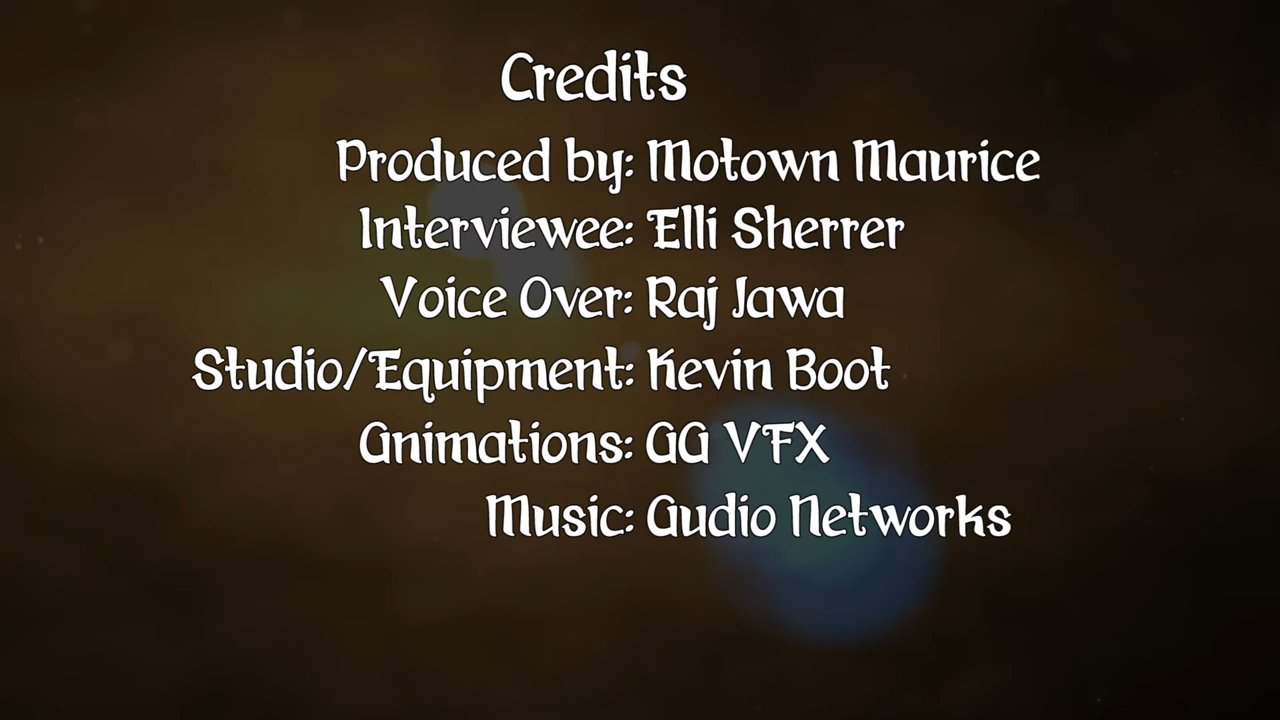 Credits
Produced by: Motown Maurice
Interviewee: Elli Sherrer
Voice Over: Raj Jawa
Studio/Equipment: Kevin Boot
Animations: AA VFX
Music: Audio Networks